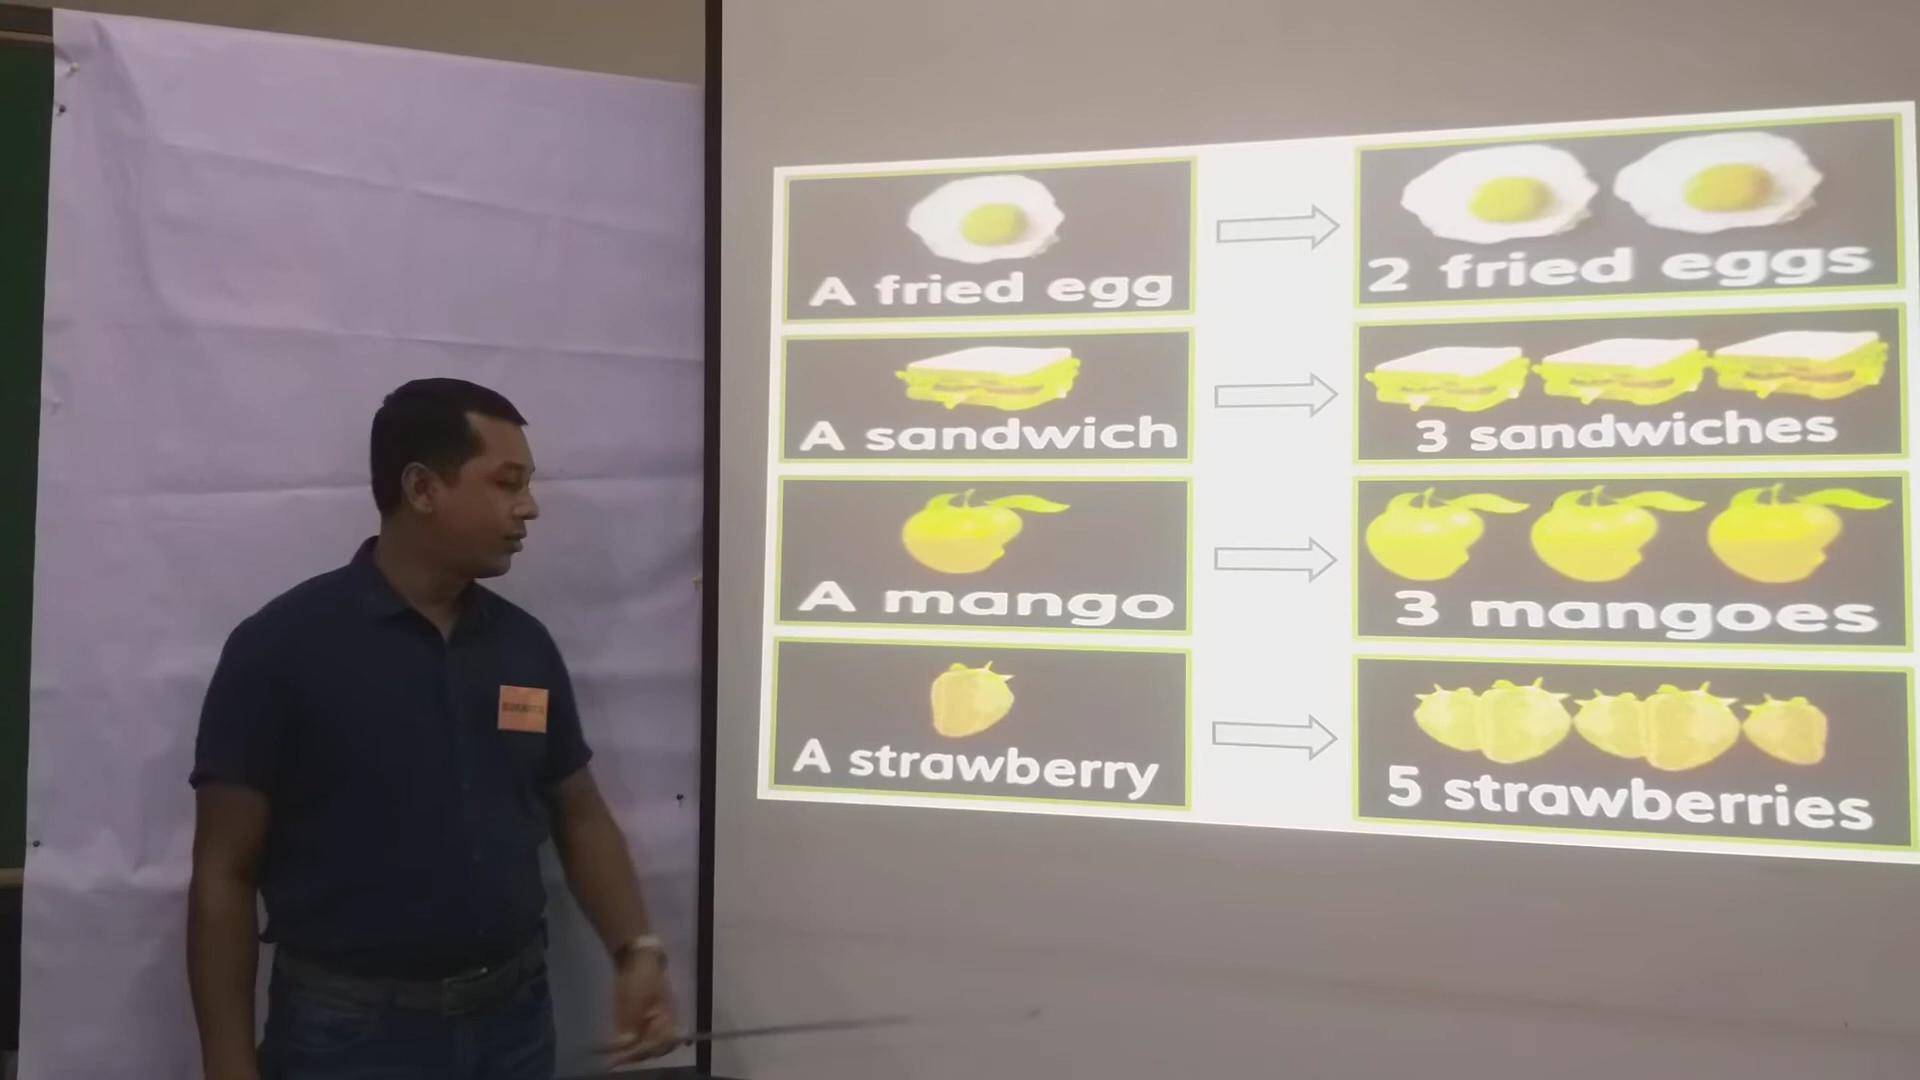 A fried egg
2 fried eggs
A sandwich
3 sandwiches
A mango
3 mangoes
A strawberry
5 strawberries